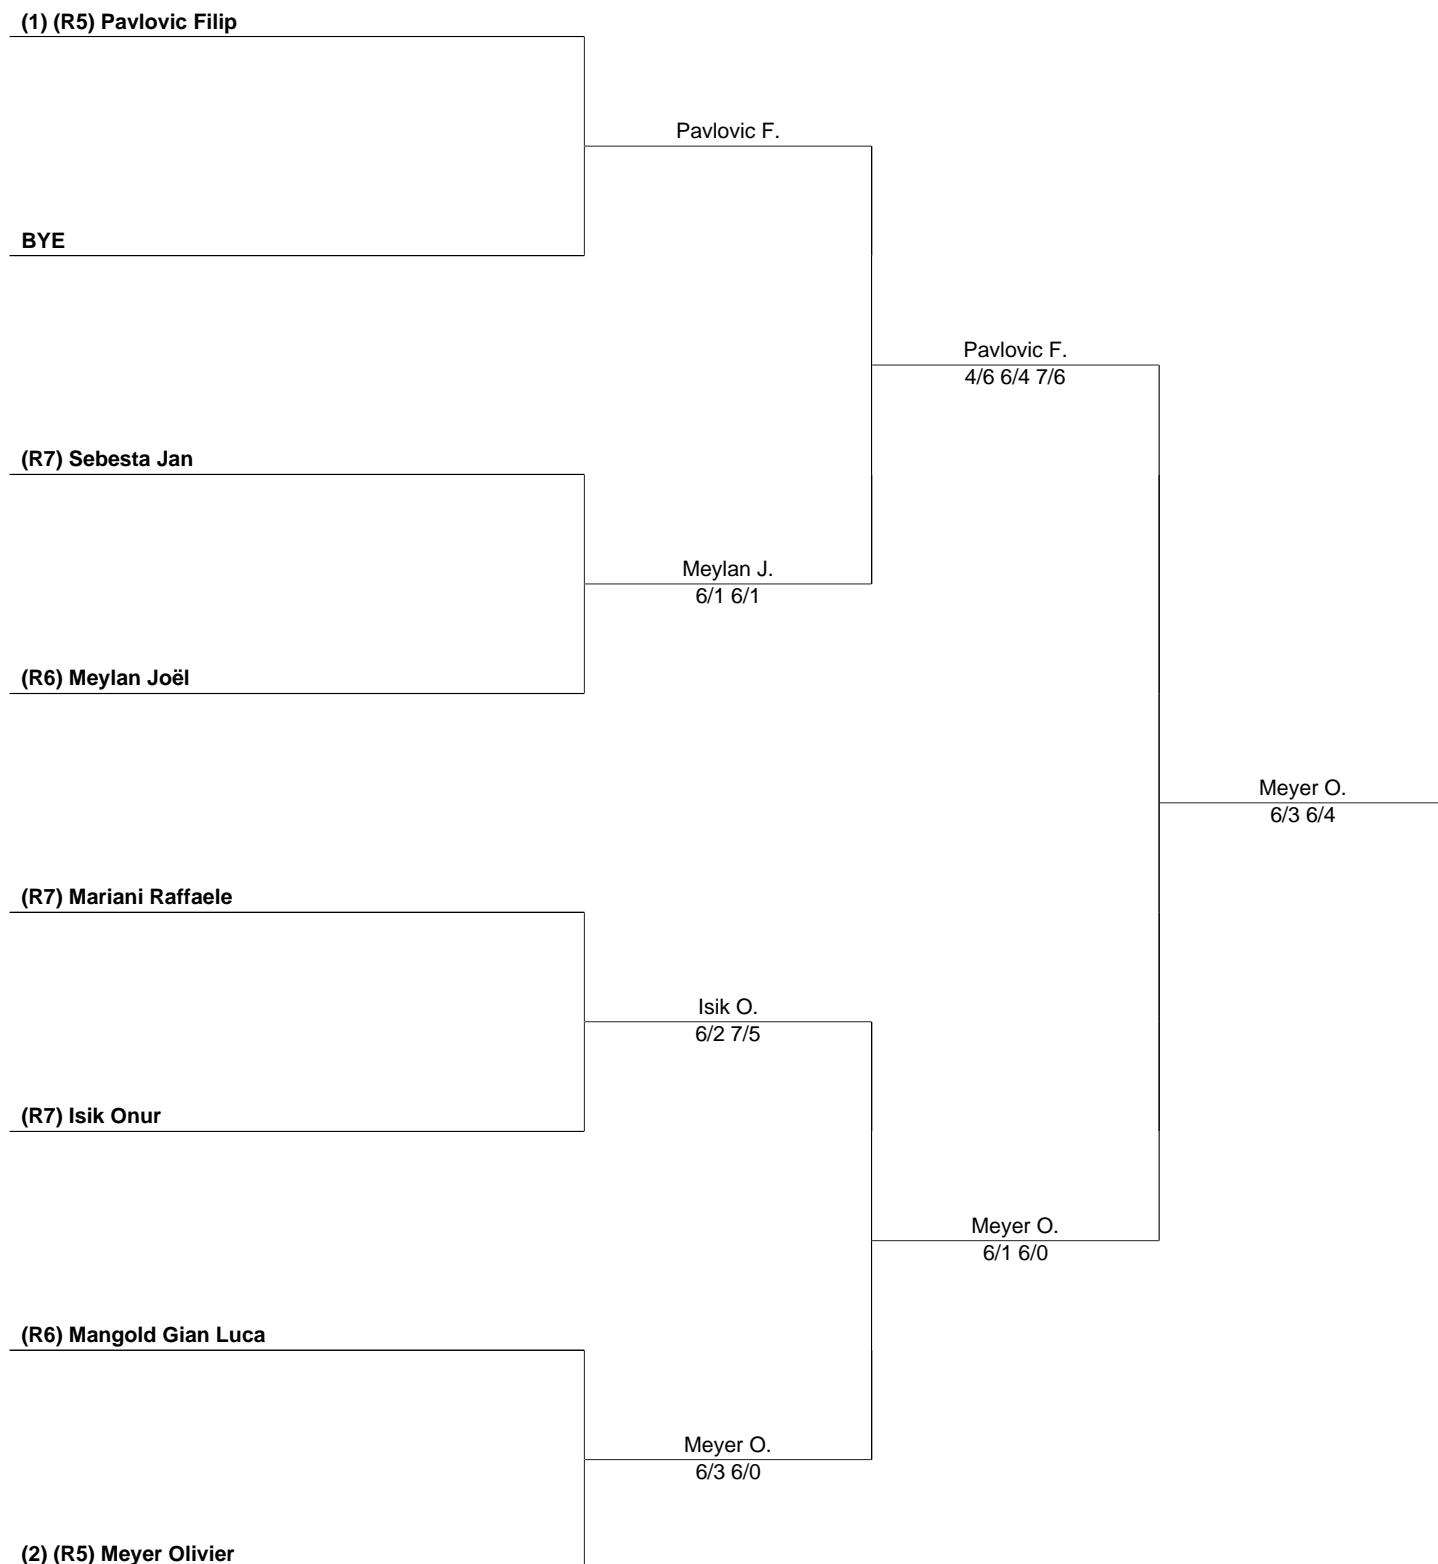 (1) (R5) Pavlovic Filip
Pavlovic F.
BYE
Pavlovic F.
4/6 6/4 7/6
(R7) Sebesta Jan
Meylan J.
6/1 6/1
(R6) Meylan Joël
Meyer O.
6/3 6/4
(R7) Mariani Raffaele
Isik O.
6/2 7/5
(R7) Isik Onur
Meyer O.
6/1 6/0
(R6) Mangold Gian Luca
Meyer O.
6/3 6/0
(2) (R5) Meyer Olivier